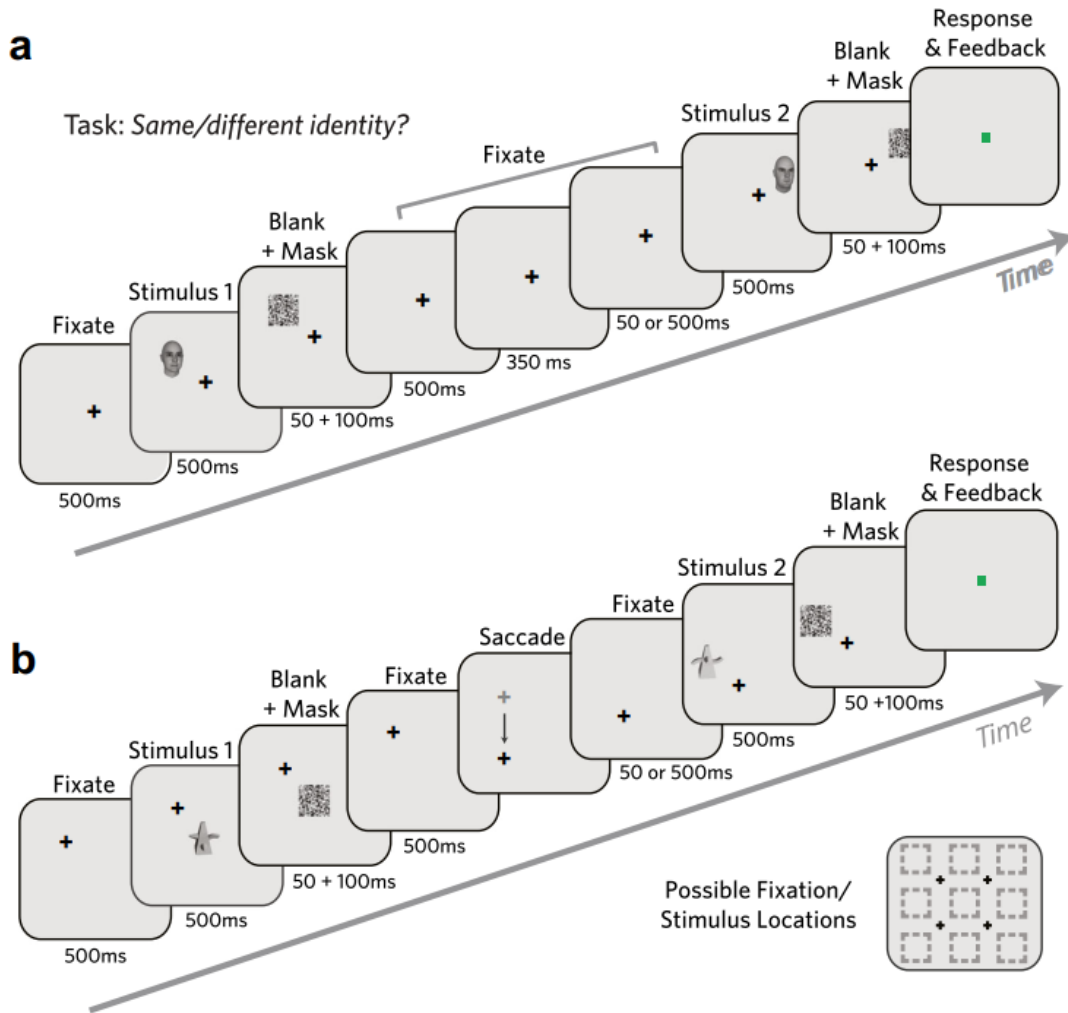 a
Task: Same/different identity?
Fixate
500ms
Stimulus 1
500ms
Blank
+ Mask
50 + 100ms
Fixate
500ms
350 ms
50 or 500ms
Stimulus 2
500ms
Blank
+ Mask
50 + 100ms
Response
& Feedback
Time
b
Fixate
500ms
Stimulus 1
500ms
Blank
+ Mask
50 + 100ms
Fixate
500ms
Saccade
Fixate
50 or 500ms
Stimulus 2
500ms
Blank
+ Mask
50 +100ms
Response
& Feedback
Time
Possible Fixation/
Stimulus Locations